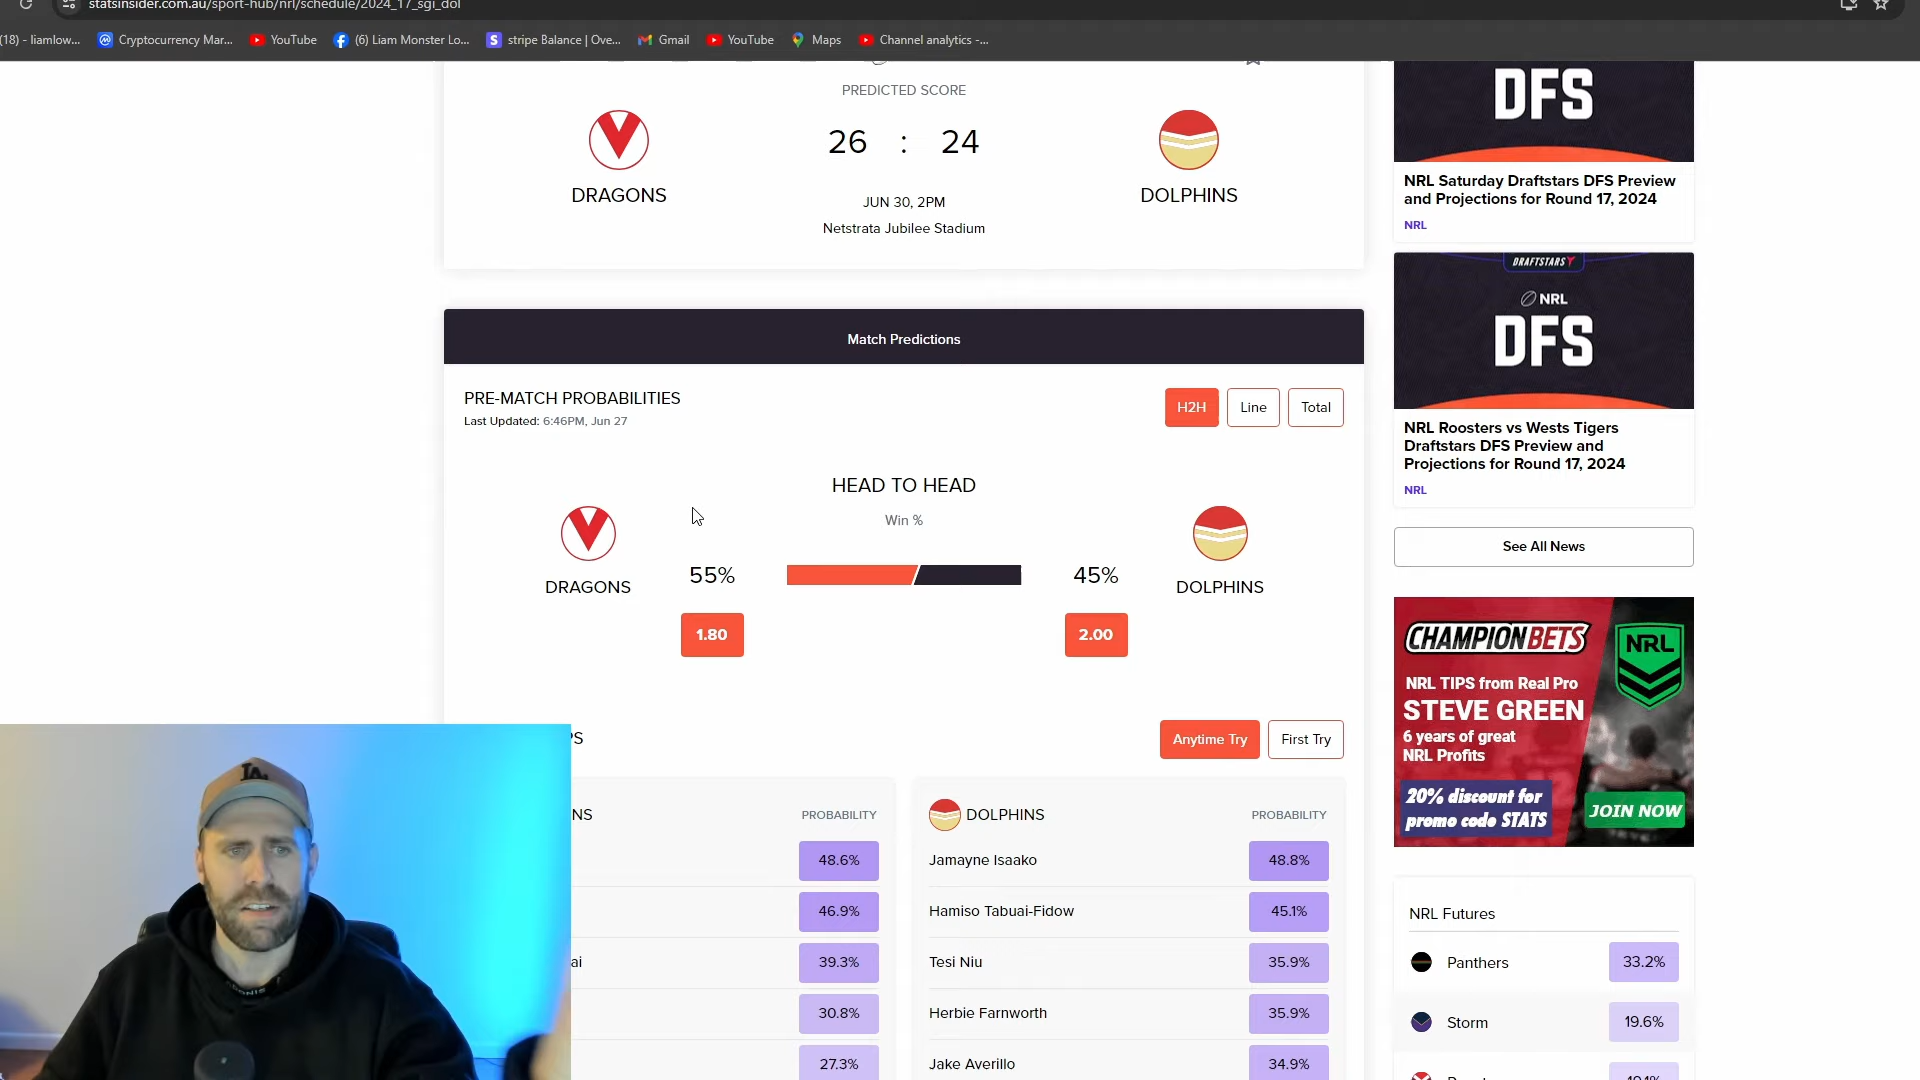 statsinsider.com.au/sport-hub/nrl/schedule/2024_17_sgi_dol
(18) - liamlow...
Cryptocurrency Mar...
YouTube
(6) Liam Monster Lo...
stripe Balance | Ove...
Gmail
YouTube
Maps
Channel analytics -...
PREDICTED SCORE
26 : 24
DRAGONS
DOLPHINS
JUN 30, 2PM
Netstrata Jubilee Stadium
Match Predictions
PRE-MATCH PROBABILITIES
Last Updated: 6:46PM, Jun 27
H2H
Line
Total
HEAD TO HEAD
Win %
DRAGONS
55%
45%
DOLPHINS
1.80
2.00
PS
Anytime Try
First Try
NS
PROBABILITY
48.6%
46.9%
ai
39.3%
30.8%
27.3%
DOLPHINS
PROBABILITY
Jamayne Isaako
48.8%
Hamiso Tabuai-Fidow
45.1%
Tesi Niu
35.9%
Herbie Farnworth
35.9%
Jake Averillo
34.9%
DFS
NRL Saturday Draftstars DFS Preview
and Projections for Round 17, 2024
NRL
DRAFTSTARS
NRL
DFS
NRL Roosters vs Wests Tigers
Draftstars DFS Preview and
Projections for Round 17, 2024
NRL
See All News
CHAMPIONBETS
NRL
NRL TIPS from Real Pro
STEVE GREEN
6 years of great
NRL Profits
20% discount for
promo code STATS
JOIN NOW
NRL Futures
Panthers
33.2%
Storm
19.6%
LA